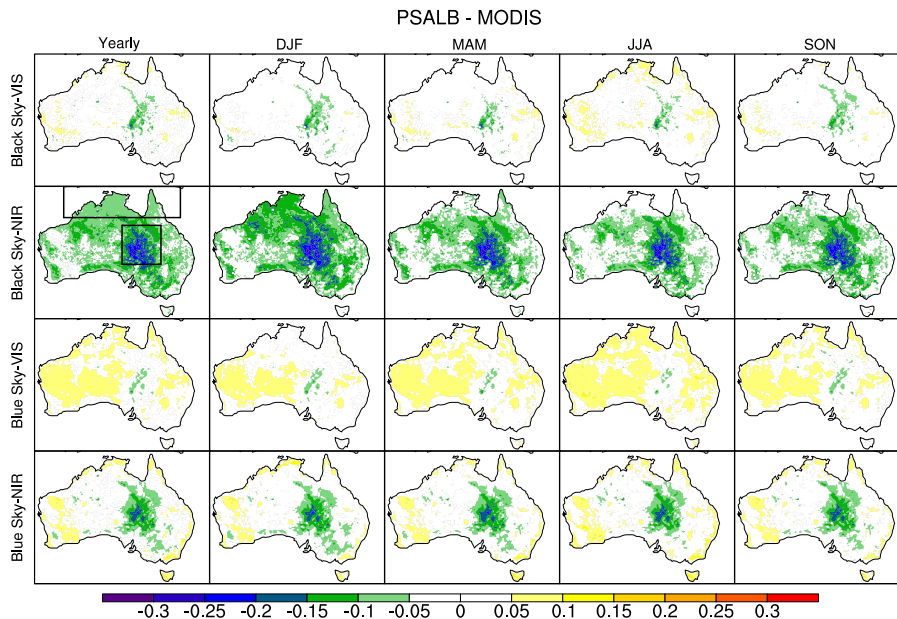 PSALB - MODIS
Yearly DJF MAM JJA SON
Black Sky-VIS
Black Sky-NIR
Blue Sky-VIS
Blue Sky-NIR
-0.3 -0.25 -0.2 -0.15 -0.1 -0.05 0 0.05 0.1 0.15 0.2 0.25 0.3